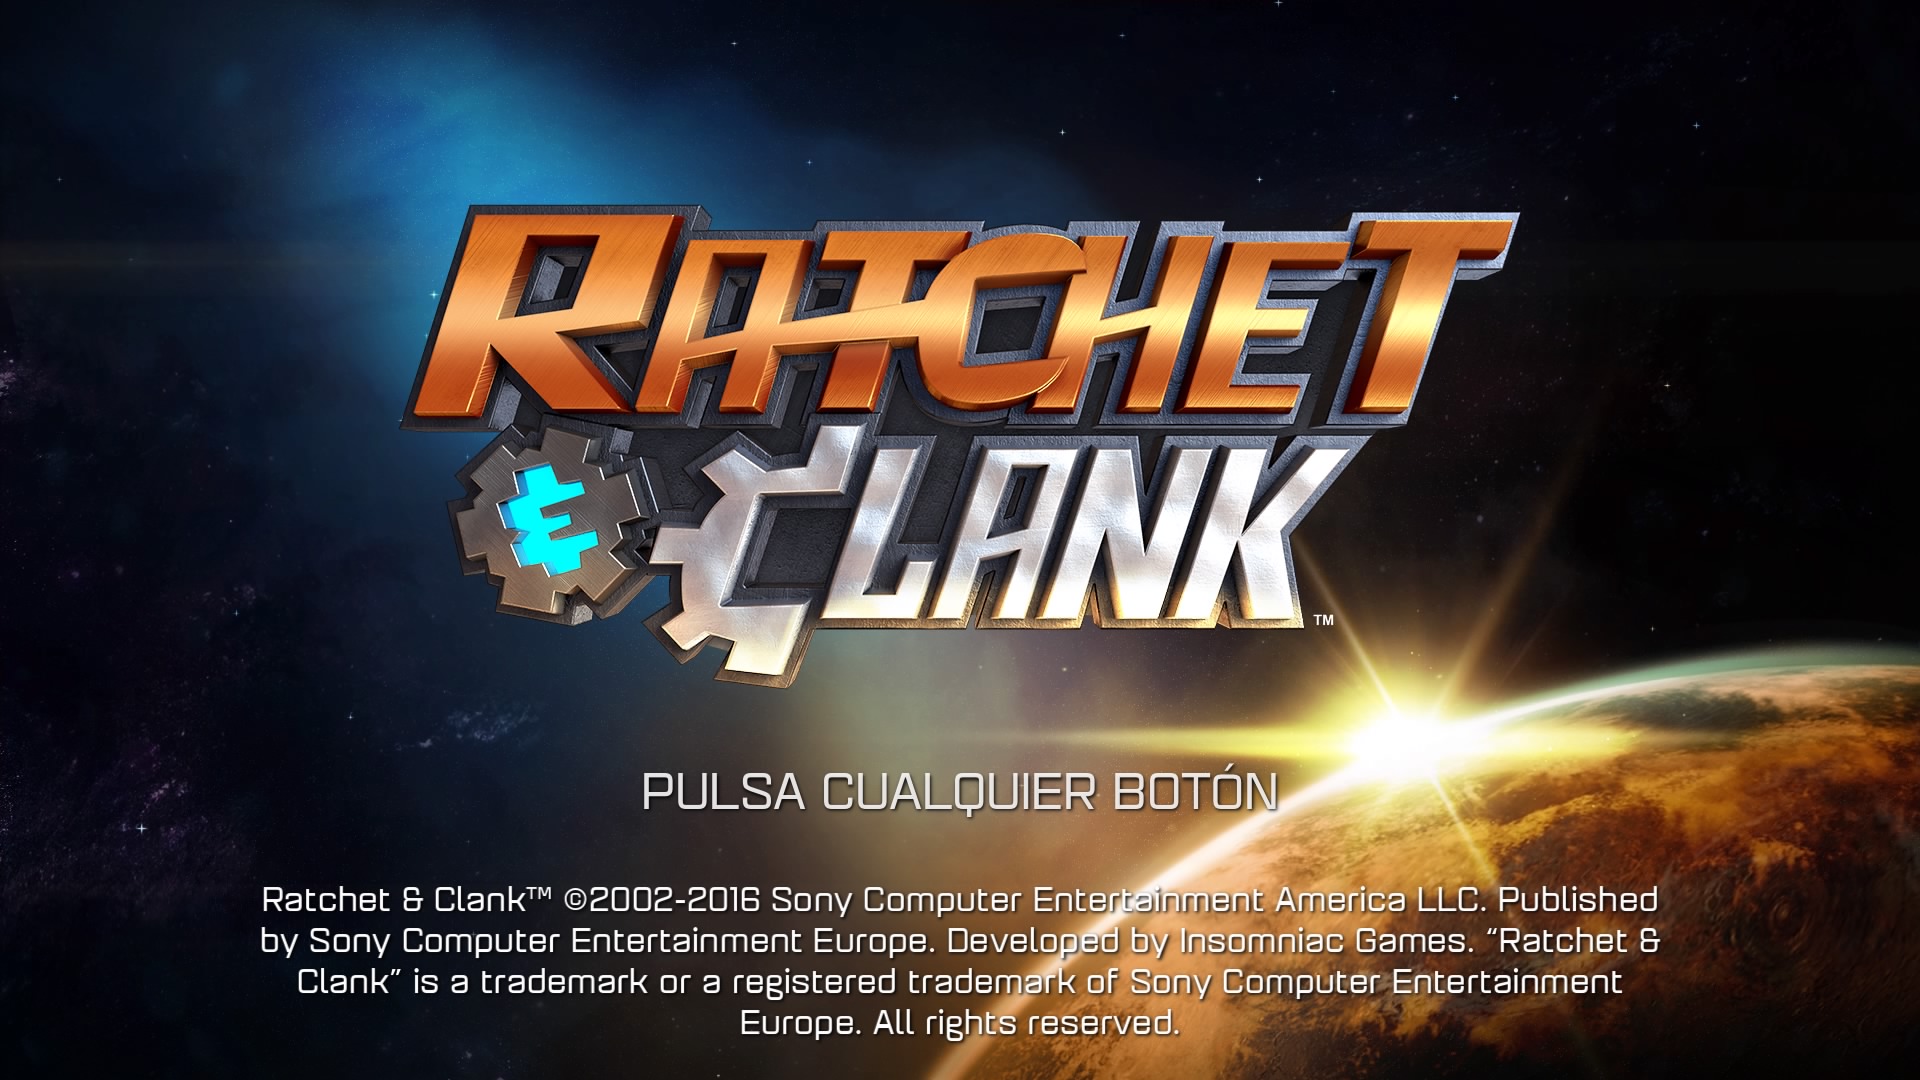 RATCHET
& CLANK™
PULSA CUALQUIER BOTÓN
Ratchet & Clank™ ©2002-2016 Sony Computer Entertainment America LLC. Published
by Sony Computer Entertainment Europe. Developed by Insomniac Games. “Ratchet &
Clank” is a trademark or a registered trademark of Sony Computer Entertainment
Europe. All rights reserved.